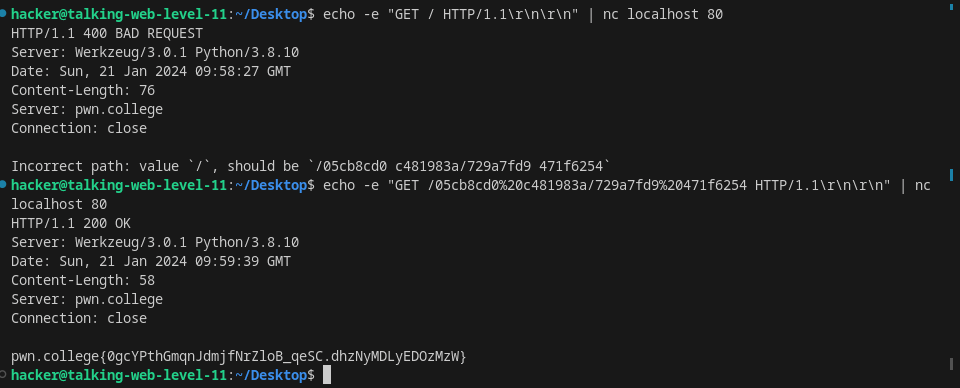 hacker@talking-web-level-11:~/Desktop$ echo -e "GET / HTTP/1.1\r\n\r\n" | nc localhost 80
HTTP/1.1 400 BAD REQUEST
Server: Werkzeug/3.0.1 Python/3.8.10
Date: Sun, 21 Jan 2024 09:58:27 GMT
Content-Length: 76
Server: pwn.college
Connection: close

Incorrect path: value `/`, should be `/05cb8cd0 c481983a/729a7fd9 471f6254`
hacker@talking-web-level-11:~/Desktop$ echo -e "GET /05cb8cd0%20c481983a/729a7fd9%20471f6254 HTTP/1.1\r\n\r\n" | nc
localhost 80
HTTP/1.1 200 OK
Server: Werkzeug/3.0.1 Python/3.8.10
Date: Sun, 21 Jan 2024 09:59:39 GMT
Content-Length: 58
Server: pwn.college
Connection: close

pwn.college{0gcYPthGmqnJdmjfNrZloB_qeSC.dhzNyMDLyEDOzMzW}
hacker@talking-web-level-11:~/Desktop$